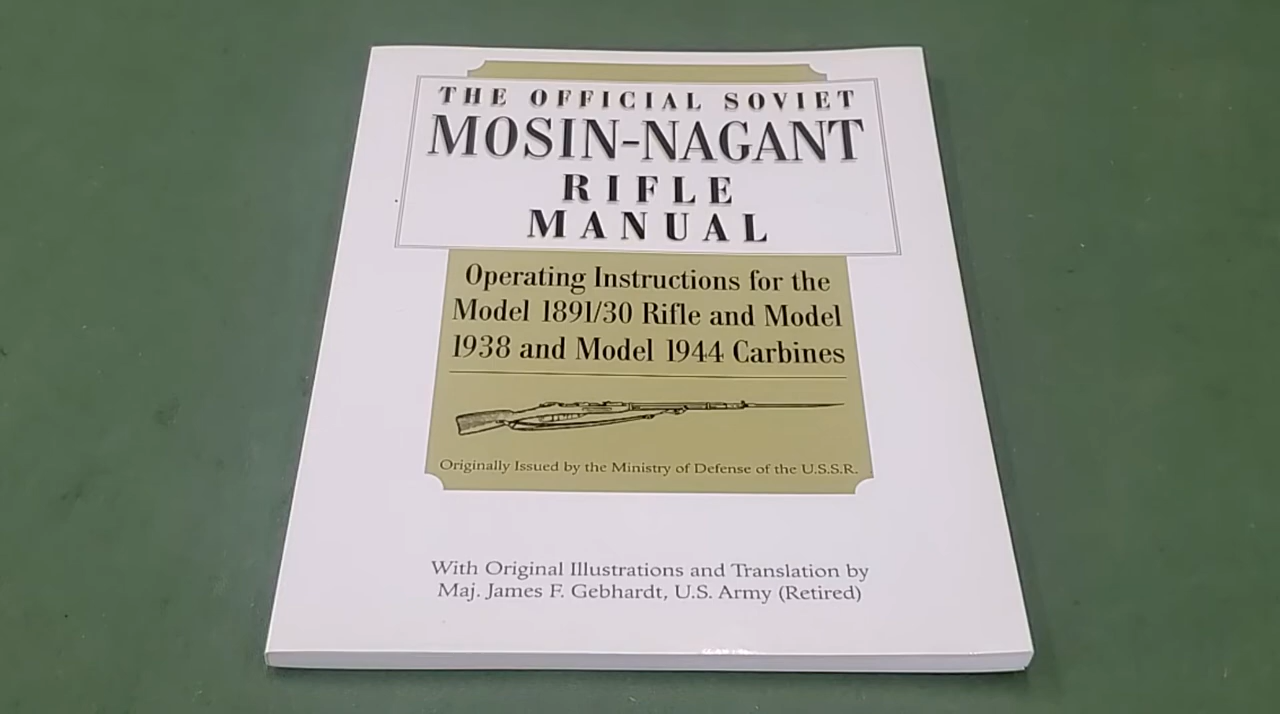 THE OFFICIAL SOVIET
MOSIN-NAGANT
RIFLE
MANUAL
Operating Instructions for the
Model 1891/30 Rifle and Model
1938 and Model 1944 Carbines
Originally Issued by the Ministry of Defense of the U.S.S.R.
With Original Illustrations and Translation by
Maj. James F. Gebhardt, U.S. Army (Retired)